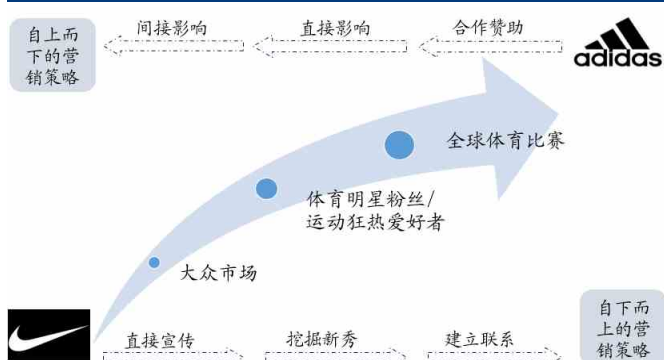 自上而
下的营
销策略
间接影响
直接影响
合作赞助
adidas
全球体育比赛
体育明星粉丝/
运动狂热爱好者
大众市场
直接宣传
挖掘新秀
建立联系
自下而
上的营
销策略